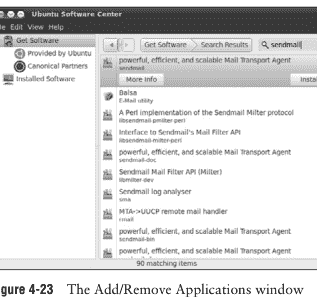 Ubuntu Software Center
le Edit View Help
Get Software
Provided by Ubuntu
Canonical Partners
Installed Software
Get Software
Search Results
sendmail
powerful, efficient, and scalable Mail Transport Agent
sendmail
More Info
Insta
Balsa
E-Mail utility
A Perl implementation of the Sendmail Milter protocol
libsendmail-pmilter-perl
Interface to Sendmail's Mail Filter API
libsendmail-milter-perl
powerful, efficient, and scalable Mail Transport Agent
sendmail-doc
Sendmail Mail Filter API (Milter)
libmilter-dev
Sendmail log analyser
sma
MTA->UUCP remote mail handler
rmail
powerful, efficient, and scalable Mail Transport Agent
sendmail-bin
powerful, efficient, and scalable Mail Transport Agent
90 matching items
gure 4-23 The Add/Remove Applications window